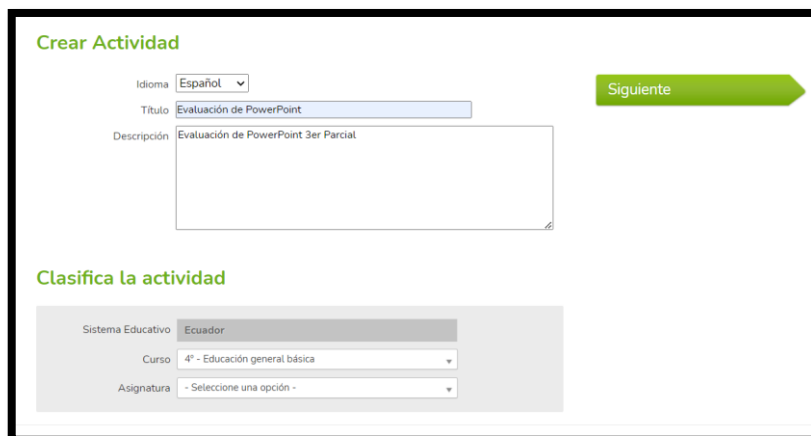 Crear Actividad
Idioma Español
Siguiente
Título Evaluación de PowerPoint
Descripción Evaluación de PowerPoint 3er Parcial
Clasifica la actividad
Sistema Educativo Ecuador
Curso 4º - Educación general básica
Asignatura - Seleccione una opción -